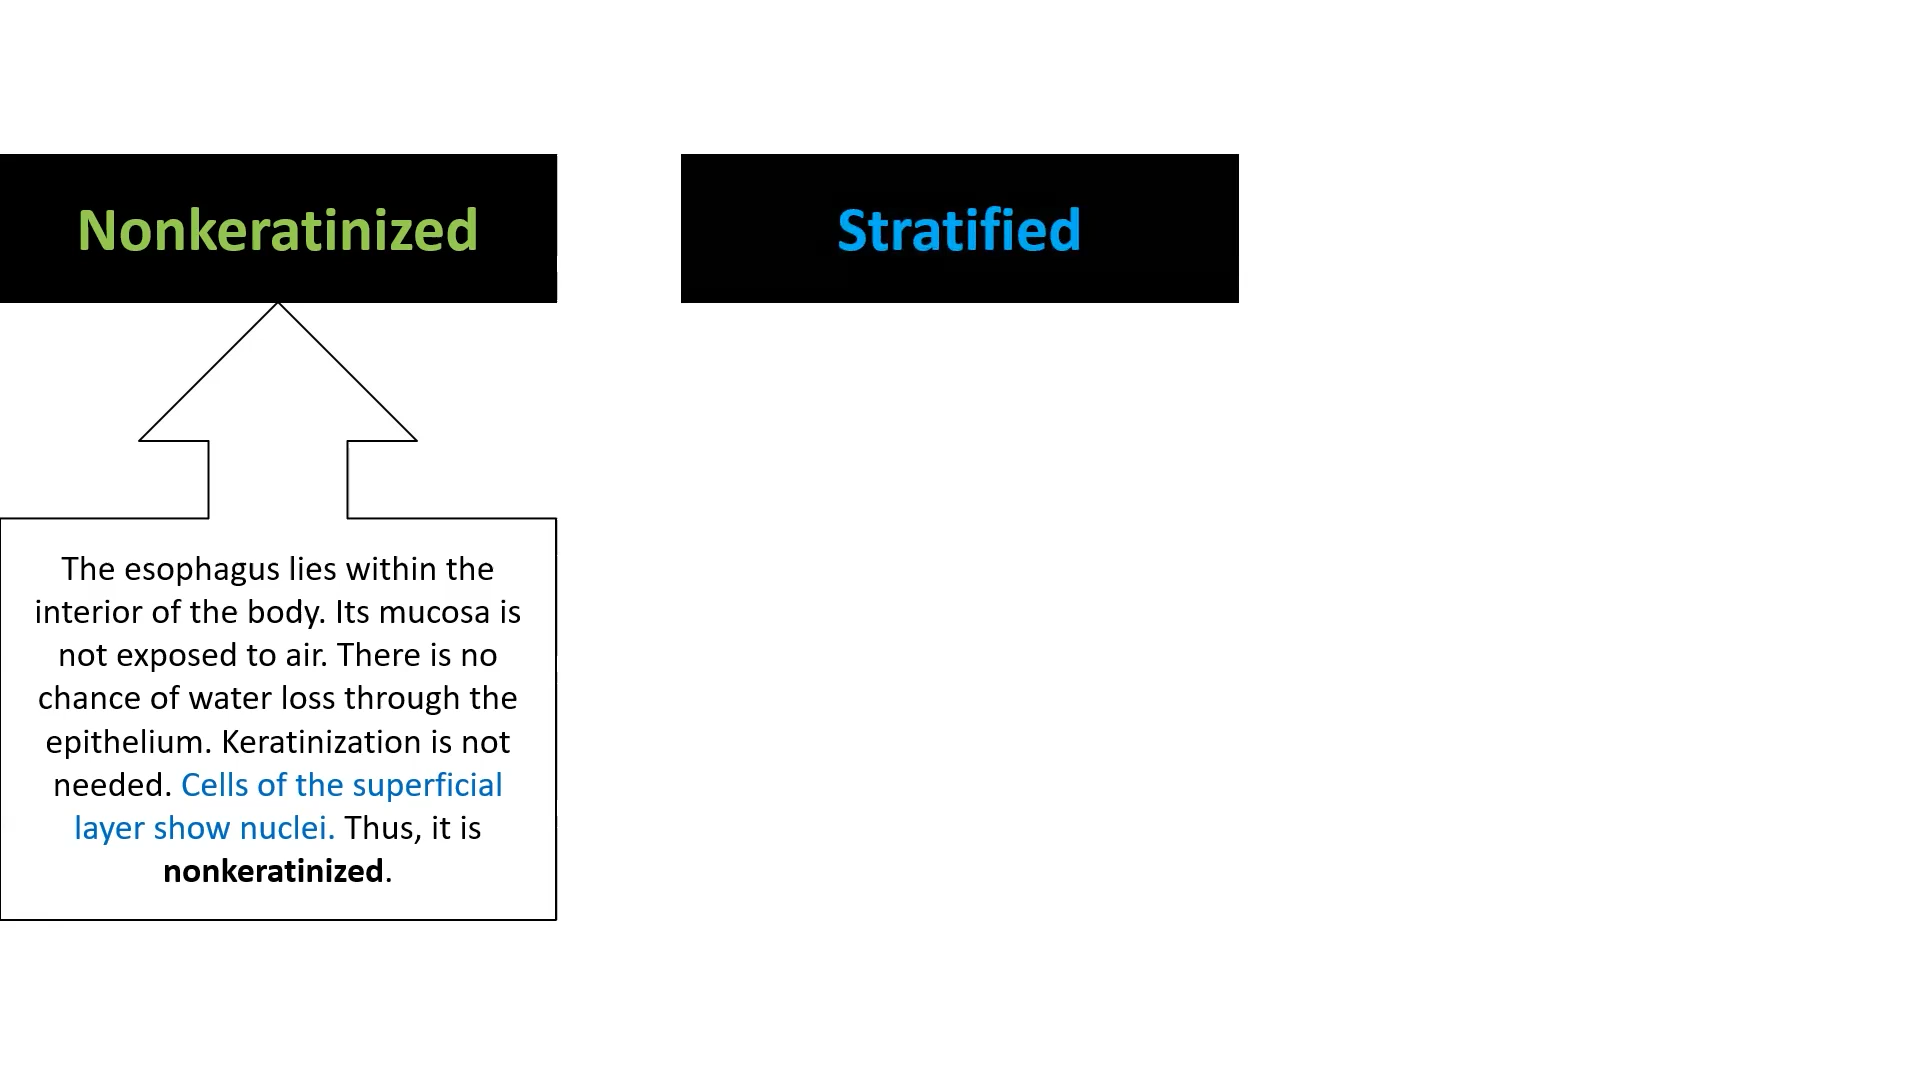 Nonkeratinized
Stratified
The esophagus lies within the
interior of the body. Its mucosa is
not exposed to air. There is no
chance of water loss through the
epithelium. Keratinization is not
needed. Cells of the superficial
layer show nuclei. Thus, it is
nonkeratinized.